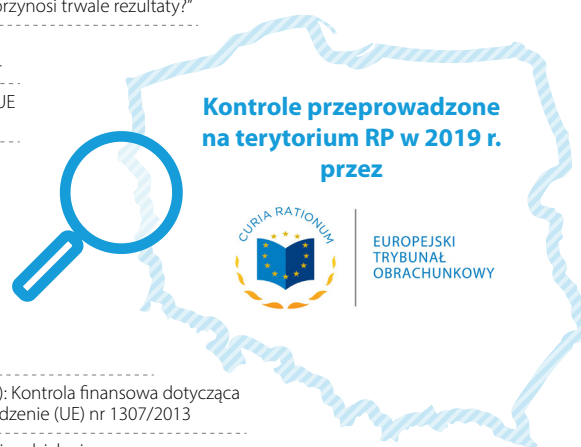 rzynosi trwałe rezultaty?”
UE
Kontrole przeprowadzone
na terytorium RP w 2019 r.
przez
CURIA RATIONUM
EUROPEJSKI
TRYBUNAŁ
OBRACHUNKOWY
): Kontrola finansowa dotycząca
dzenie (UE) nr 1307/2013